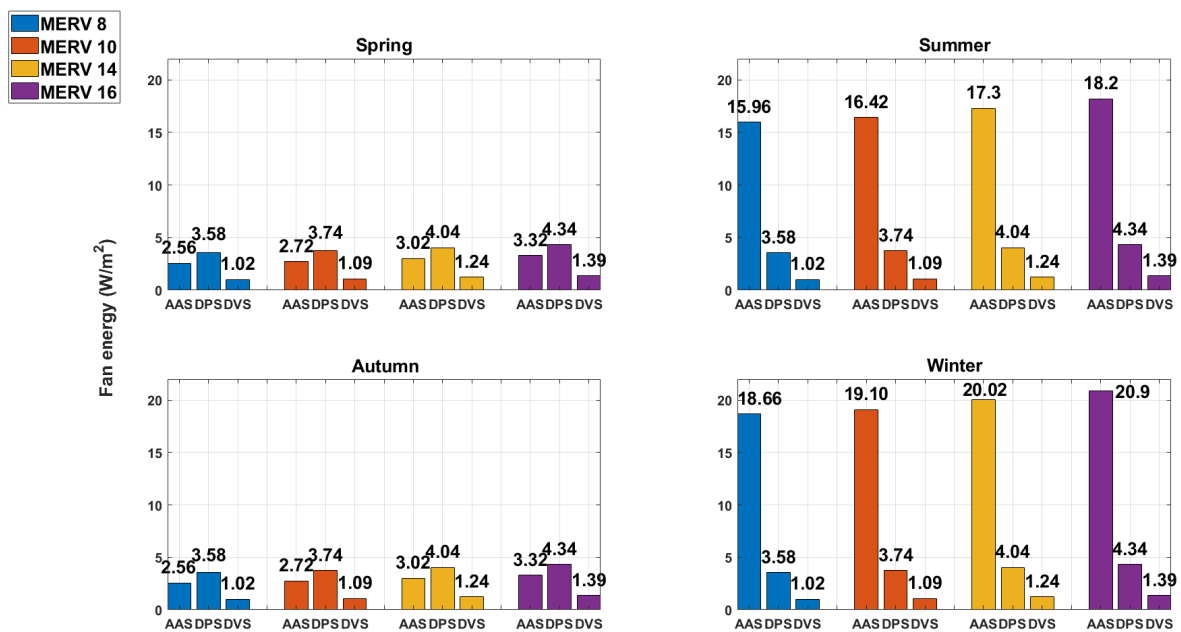 MERV 8
MERV 10
MERV 14
MERV 16
Fan energy (W/m²)
Spring
20
15
10
5
0
2.56 3.58 1.02 2.72 3.74 1.09 3.02 4.04 1.24 3.32 4.34 1.39
AAS DPS DVS AAS DPS DVS AAS DPS DVS AAS DPS DVS
Summer
20
15
10
5
0
15.96 3.58 1.02 16.42 3.74 1.09 17.3 4.04 1.24 18.2 4.34 1.39
AAS DPS DVS AAS DPS DVS AAS DPS DVS AAS DPS DVS
Autumn
20
15
10
5
0
2.56 3.58 1.02 2.72 3.74 1.09 3.02 4.04 1.24 3.32 4.34 1.39
AAS DPS DVS AAS DPS DVS AAS DPS DVS AAS DPS DVS
Winter
20
15
10
5
0
18.66 3.58 1.02 19.10 3.74 1.09 20.02 4.04 1.24 20.9 4.34 1.39
AAS DPS DVS AAS DPS DVS AAS DPS DVS AAS DPS DVS